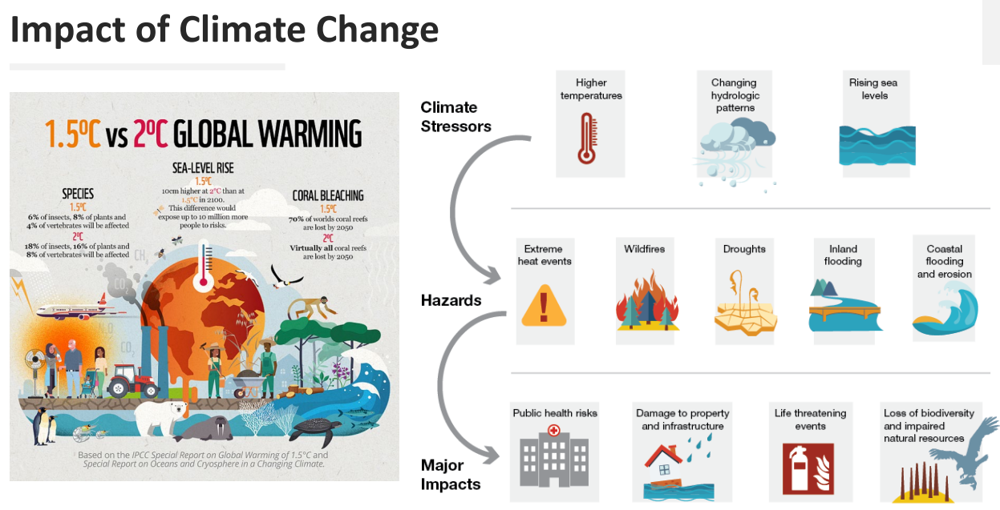 Impact of Climate Change
1.5ºC vs 2ºC GLOBAL WARMING
SPECIES
1.5ºC
6% of insects, 8% of plants and
4% of vertebrates will be affected
2ºC
18% of insects, 16% of plants and
8% of vertebrates will be affected
SEA-LEVEL RISE
1.5ºC
10cm higher at 2ºC than at
1.5ºC in 2100.
This difference would
expose up to 10 million more
people to risks.
CORAL BLEACHING
1.5ºC
70% of worlds coral reefs
are lost by 2050
2ºC
Virtually all coral reefs
are lost by 2050
CH4
CO2
N2O
CO2
Based on the IPCC Special Report on Global Warming of 1.5ºC and
Special Report on Oceans and Cryosphere in a Changing Climate.
Climate
Stressors
Higher
temperatures
Changing
hydrologic
patterns
Rising sea
levels
Hazards
Extreme
heat events
Wildfires
Droughts
Inland
flooding
Coastal
flooding
and erosion
Major
Impacts
Public health risks
Damage to property
and infrastructure
Life threatening
events
Loss of biodiversity
and impaired
natural resources